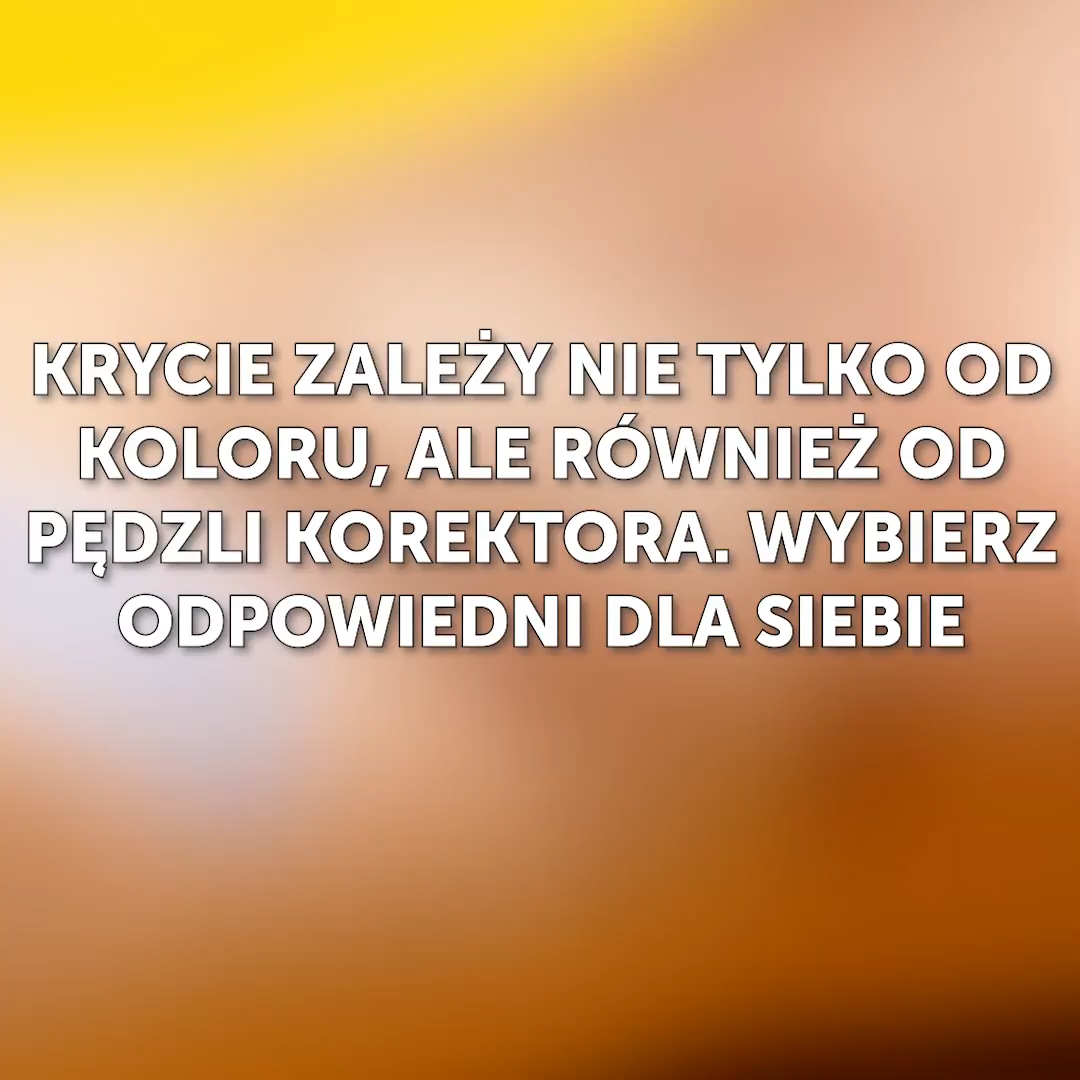 KRYCIE ZALEŻY NIE TYLKO OD
KOLORU, ALE RÓWNIEŻ OD
PĘDZLI KOREKTORA. WYBIERZ
ODPOWIEDNI DLA SIEBIE